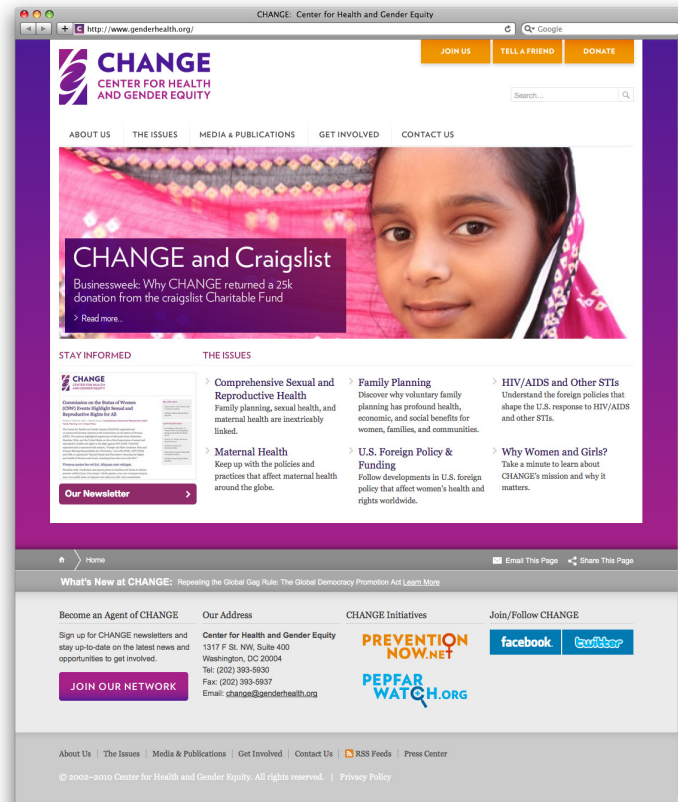 CHANGE: Center for Health and Gender Equity
http://www.genderhealth.org/
Google
JOIN US
TELL A FRIEND
DONATE
CHANGE
CENTER FOR HEALTH
AND GENDER EQUITY
Search...
ABOUT US
THE ISSUES
MEDIA & PUBLICATIONS
GET INVOLVED
CONTACT US
CHANGE and Craigslist
Businessweek: Why CHANGE returned a 25k
donation from the craigslist Charitable Fund
> Read more...
STAY INFORMED
CHANGE
CENTER FOR HEALTH
AND GENDER EQUITY
Commission on the Status of Women
(CSW) Events Highlight Sexual and
Reproductive Rights for All
Our Newsletter >
THE ISSUES
Comprehensive Sexual and
Reproductive Health
Family planning, sexual health, and
maternal health are inextricably
linked.
Family Planning
Discover why voluntary family
planning has profound health,
economic, and social benefits for
women, families, and communities.
HIV/AIDS and Other STIs
Understand the foreign policies that
shape the U.S. response to HIV/AIDS
and other STIs.
Maternal Health
Keep up with the policies and
practices that affect maternal health
around the globe.
U.S. Foreign Policy &
Funding
Follow developments in U.S. foreign
policy that affect women's health and
rights worldwide.
Why Women and Girls?
Take a minute to learn about
CHANGE's mission and why it
matters.
Home
Email This Page
Share This Page
What's New at CHANGE: Repealing the Global Gag Rule: The Global Democracy Promotion Act Learn More
Become an Agent of CHANGE
Sign up for CHANGE newsletters and
stay up-to-date on the latest news and
opportunities to get involved.
JOIN OUR NETWORK
Our Address
Center for Health and Gender Equity
1317 F St. NW, Suite 400
Washington, DC 20004
Tel: (202) 393-5930
Fax: (202) 393-5937
Email: change@genderhealth.org
CHANGE Initiatives
PREVENTION
NOW.NET
PEPFAR
WATCH.ORG
Join/Follow CHANGE
facebook.
twitter
About Us | The Issues | Media & Publications | Get Involved | Contact Us | RSS Feeds | Press Center
© 2002–2010 Center for Health and Gender Equity. All rights reserved. | Privacy Policy